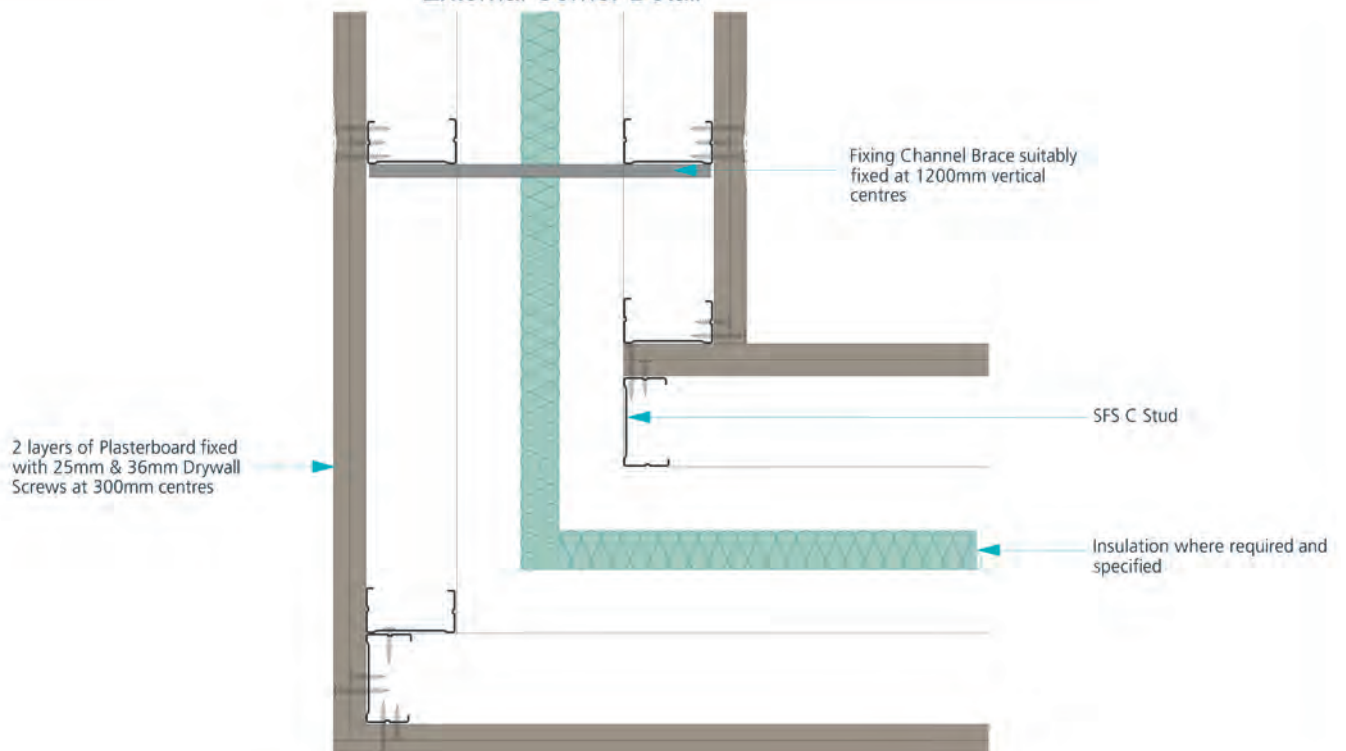 Fixing Channel Brace suitably
fixed at 1200mm vertical
centres
SFS C Stud
2 layers of Plasterboard fixed
with 25mm & 36mm Drywall
Screws at 300mm centres
Insulation where required and
specified